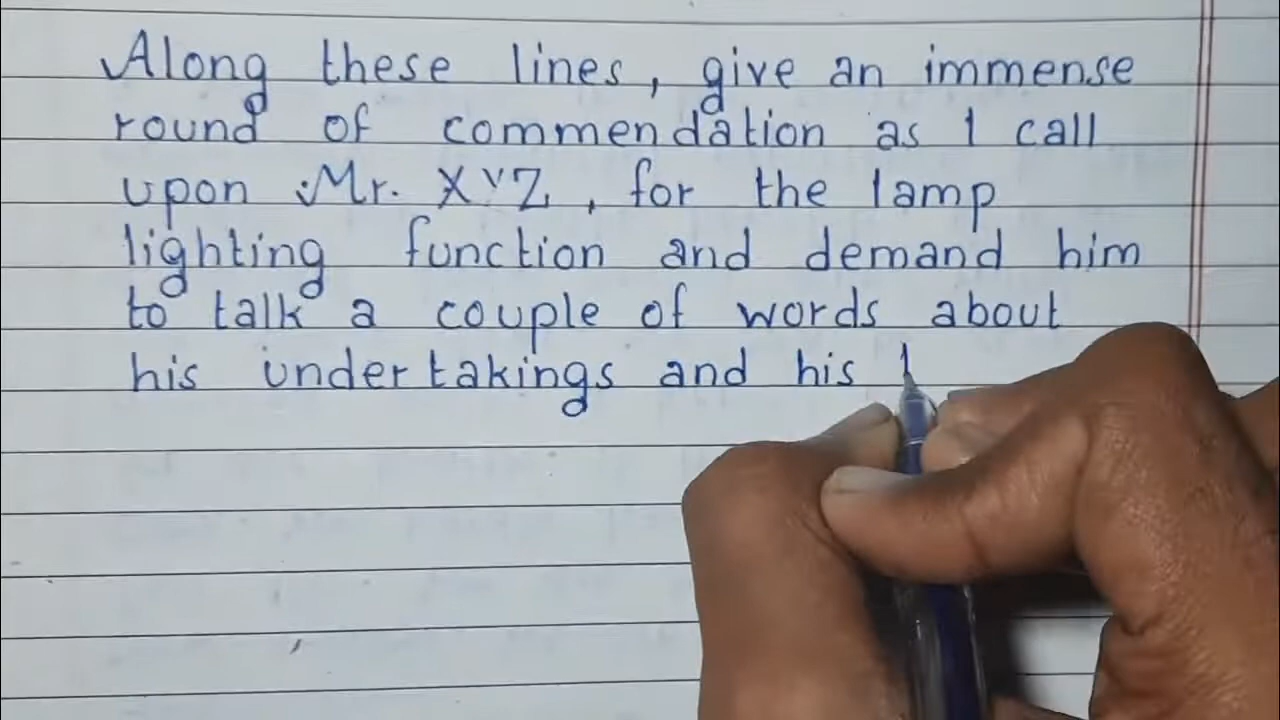 Along these lines, give an immense
round of commendation as I call
upon Mr. XYZ, for the lamp
lighting function and demand him
to talk a couple of words about
his undertakings and his